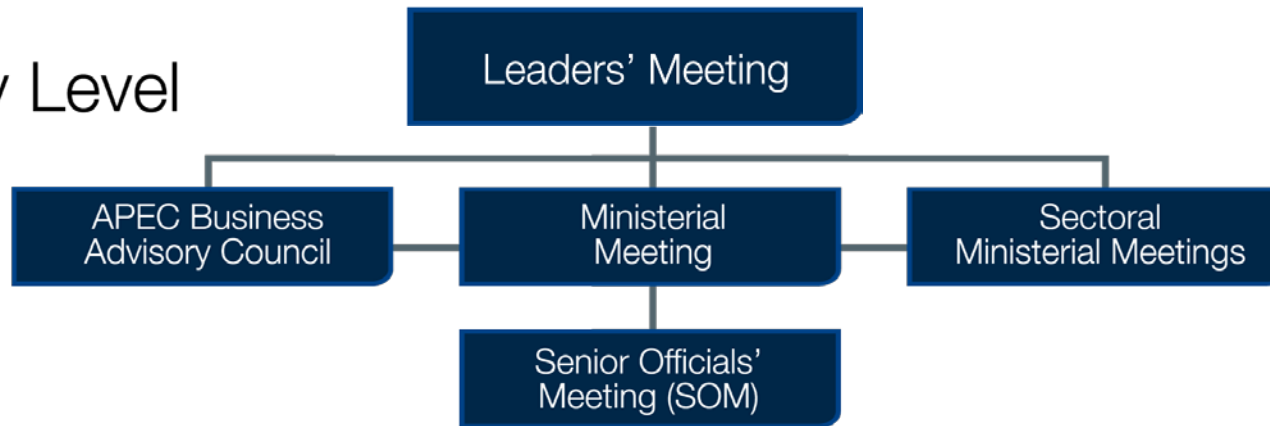 Leaders’ Meeting
y Level
APEC Business
Advisory Council
Ministerial
Meeting
Sectoral
Ministerial Meetings
Senior Officials’
Meeting (SOM)